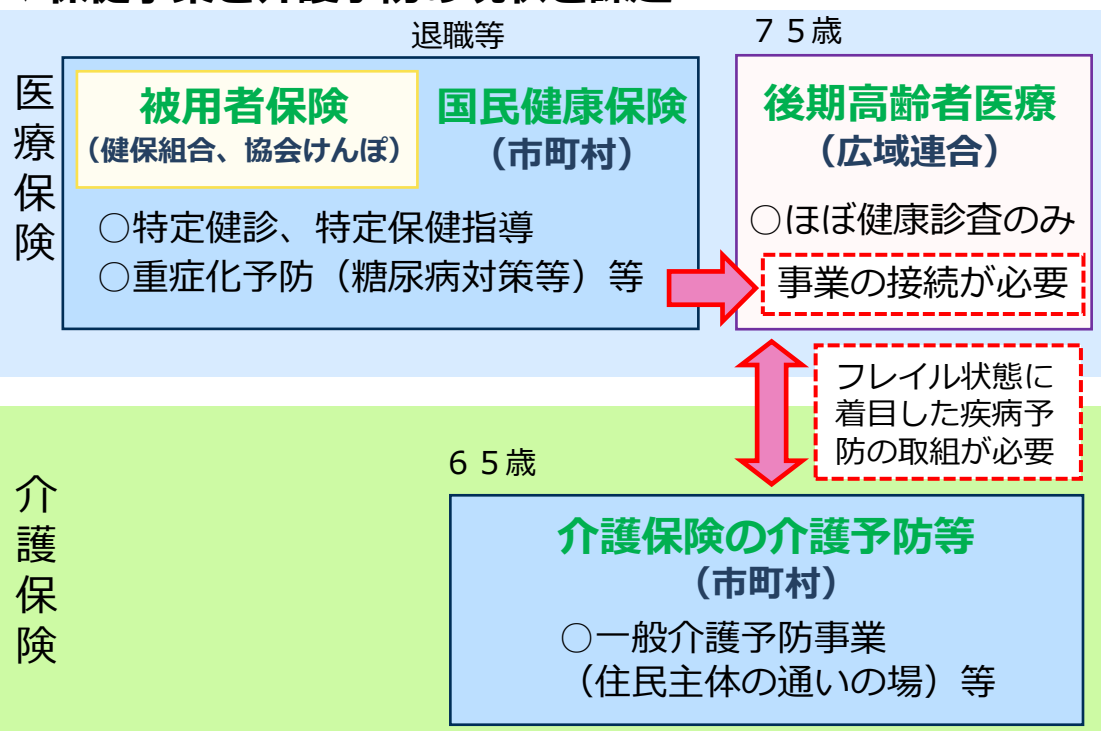 退職等
７５歳
医療保険
被用者保険
（健保組合、協会けんぽ）
国民健康保険
（市町村）
後期高齢者医療
（広域連合）
○特定健診、特定保健指導
○重症化予防（糖尿病対策等）等
○ほぼ健康診査のみ
事業の接続が必要
フレイル状態に
着目した疾病予
防の取組が必要
６５歳
介護保険
介護保険の介護予防等
（市町村）
○一般介護予防事業
（住民主体の通いの場）等